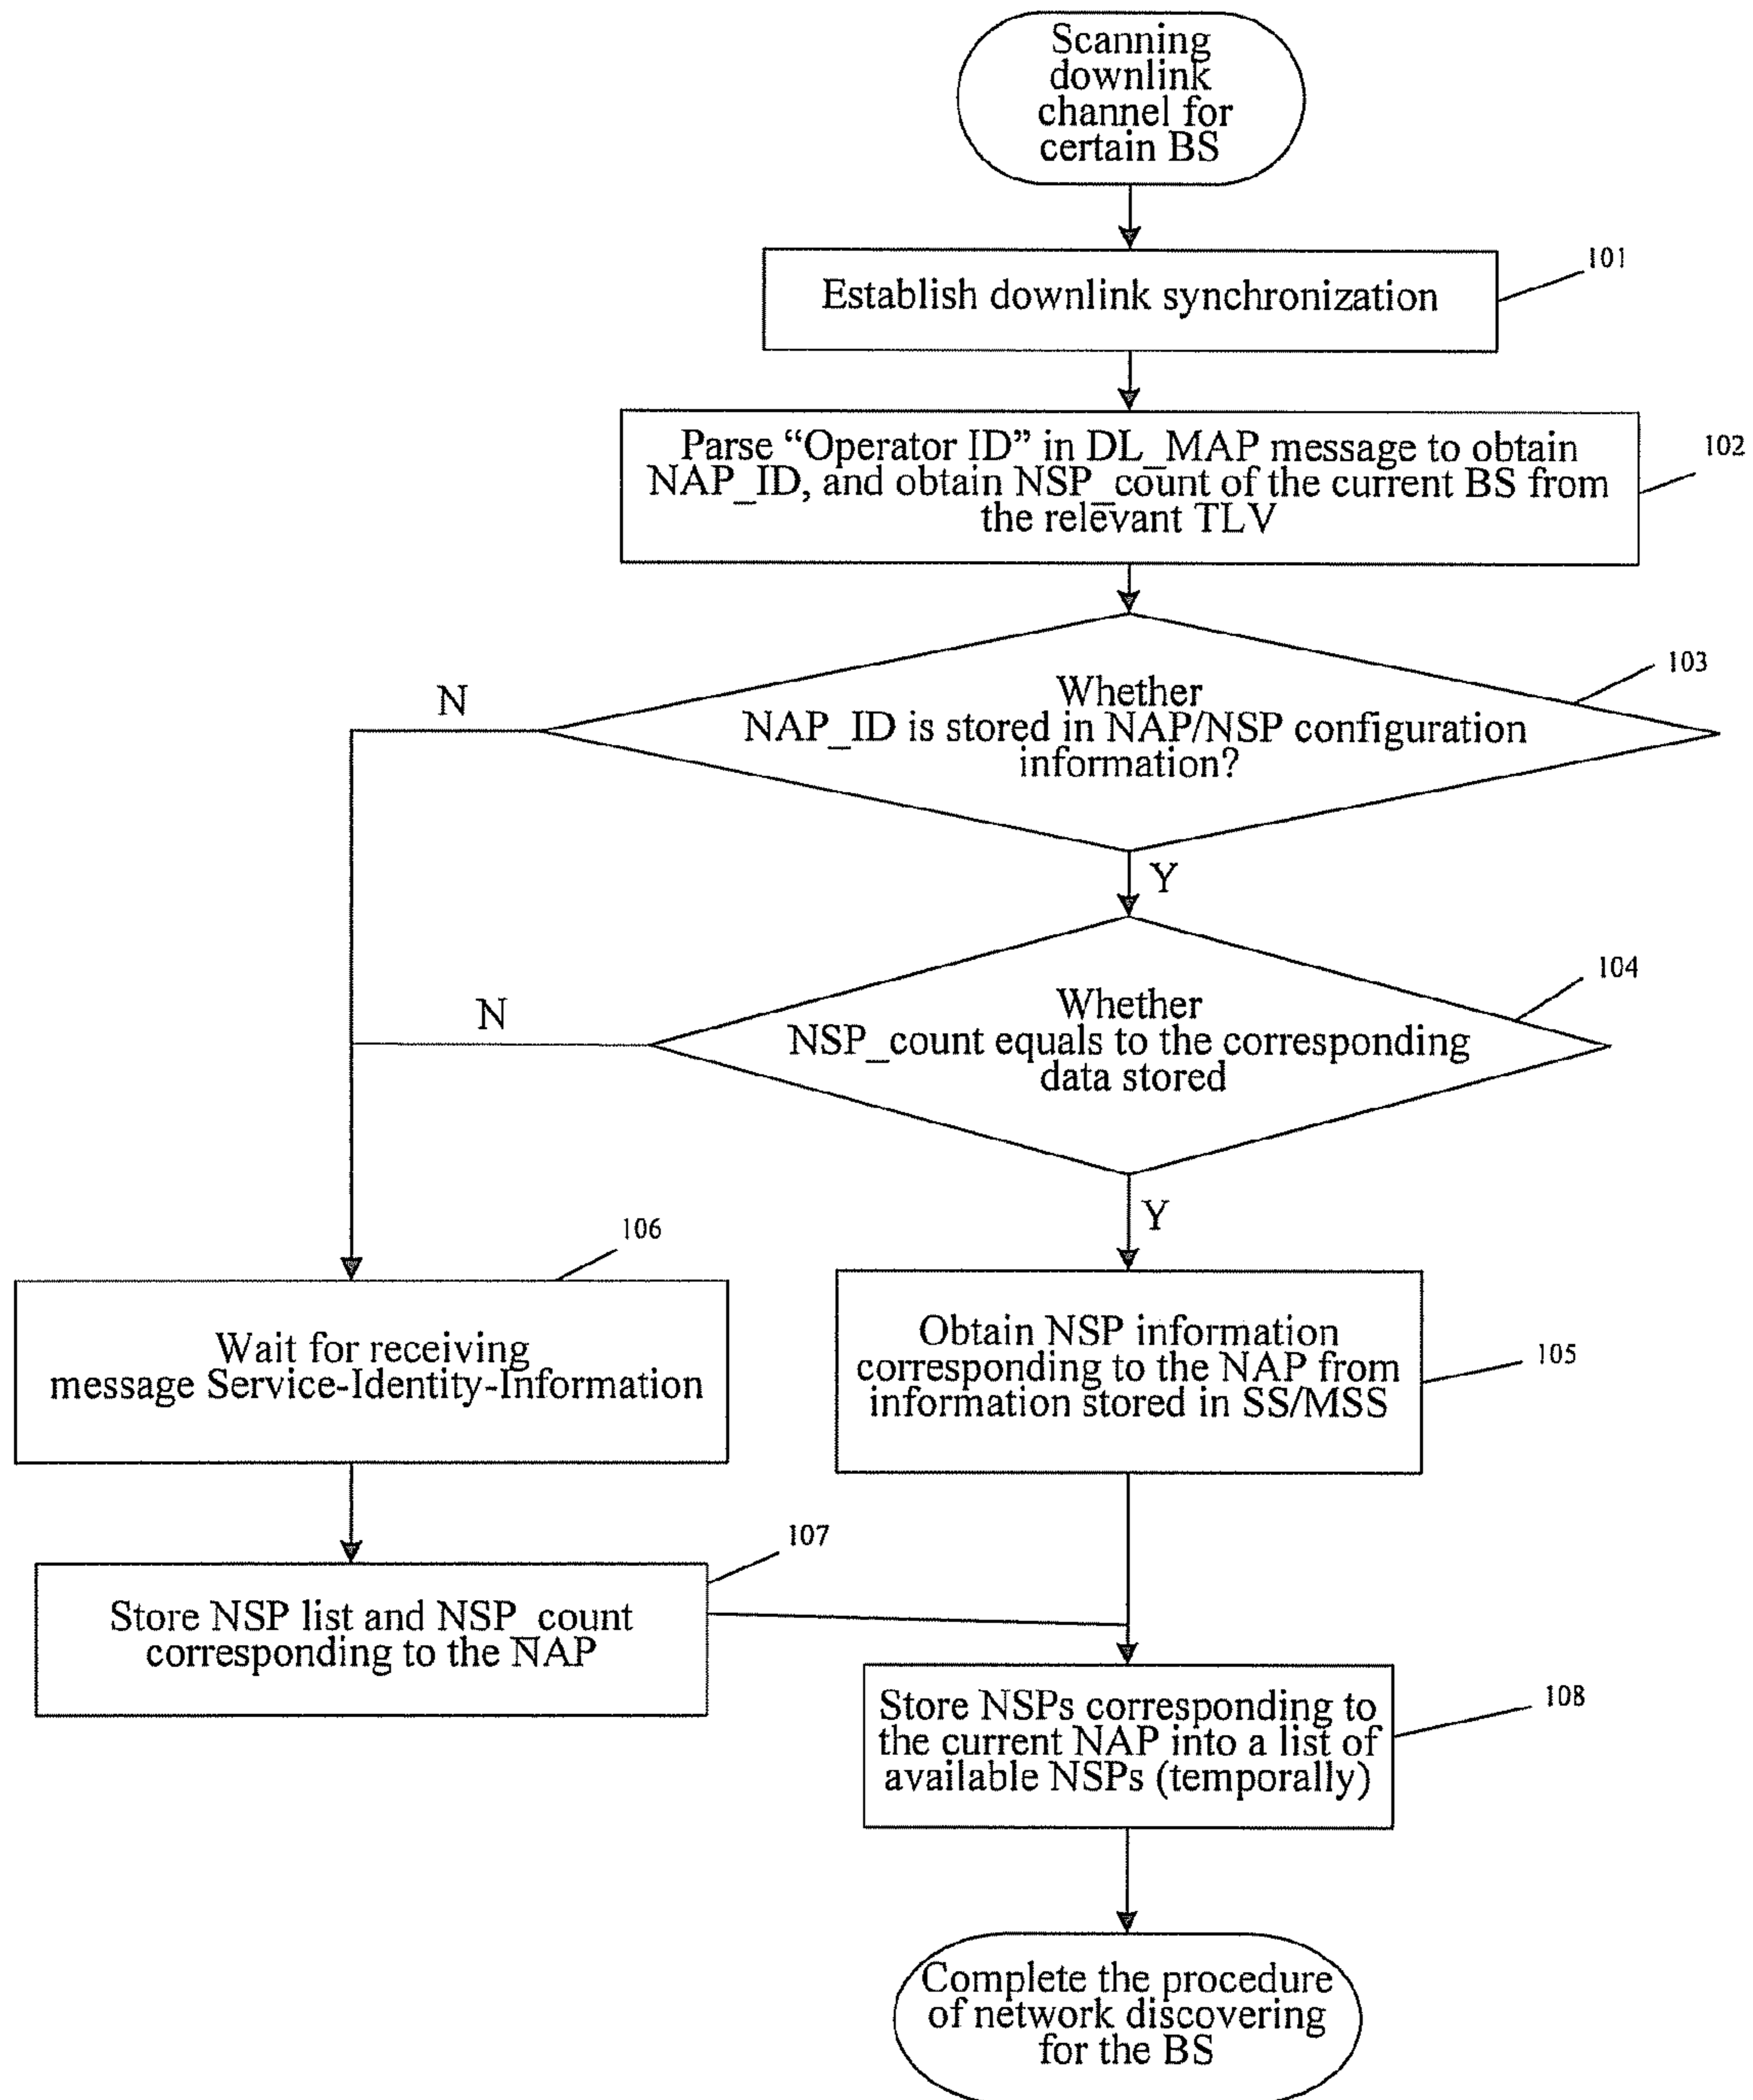 Scanning
downlink
channel for
certain BS
101
Establish downlink synchronization
102
Parse “Operator ID” in DL_MAP message to obtain
NAP_ID, and obtain NSP_count of the current BS from
the relevant TLV
103
N
Whether
NAP_ID is stored in NAP/NSP configuration
information?
Y
104
N
Whether
NSP_count equals to the corresponding
data stored
Y
106
Wait for receiving
message Service-Identity-Information
Obtain NSP information
corresponding to the NAP from
information stored in SS/MSS
105
107
Store NSP list and NSP_count
corresponding to the NAP
108
Store NSPs corresponding to
the current NAP into a list of
available NSPs (temporally)
Complete the procedure
of network discovering
for the BS